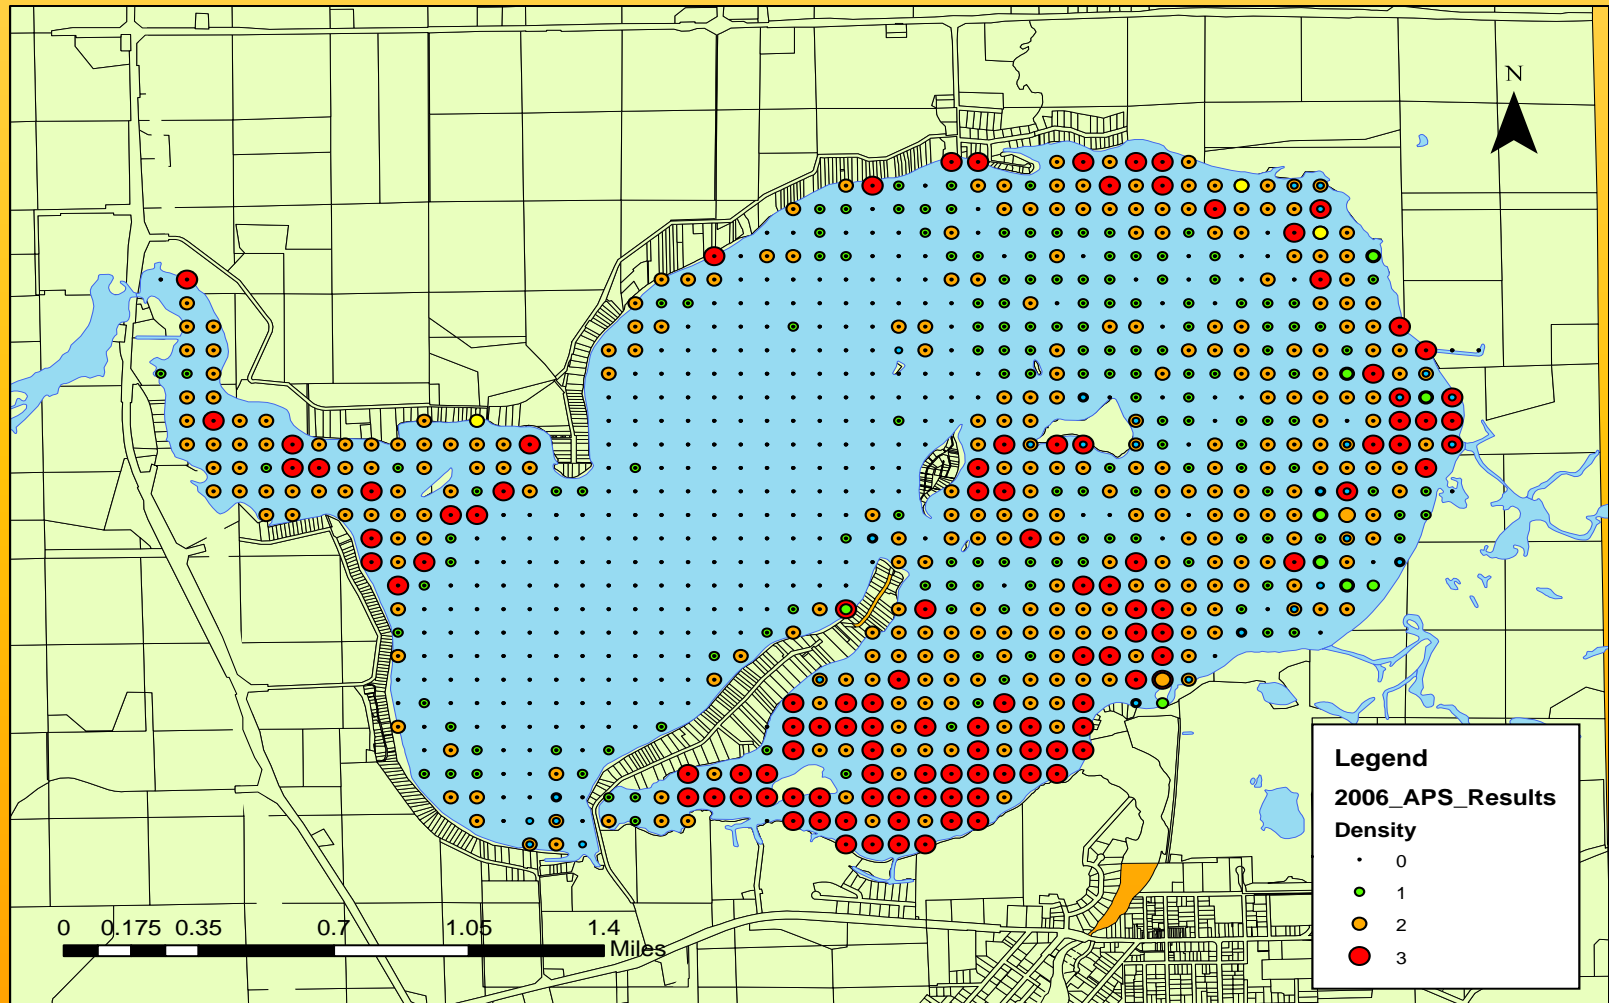 N
Legend
2006_APS_Results
Density
0
1
2
3
0 0.175 0.35 0.7 1.05 1.4
Miles